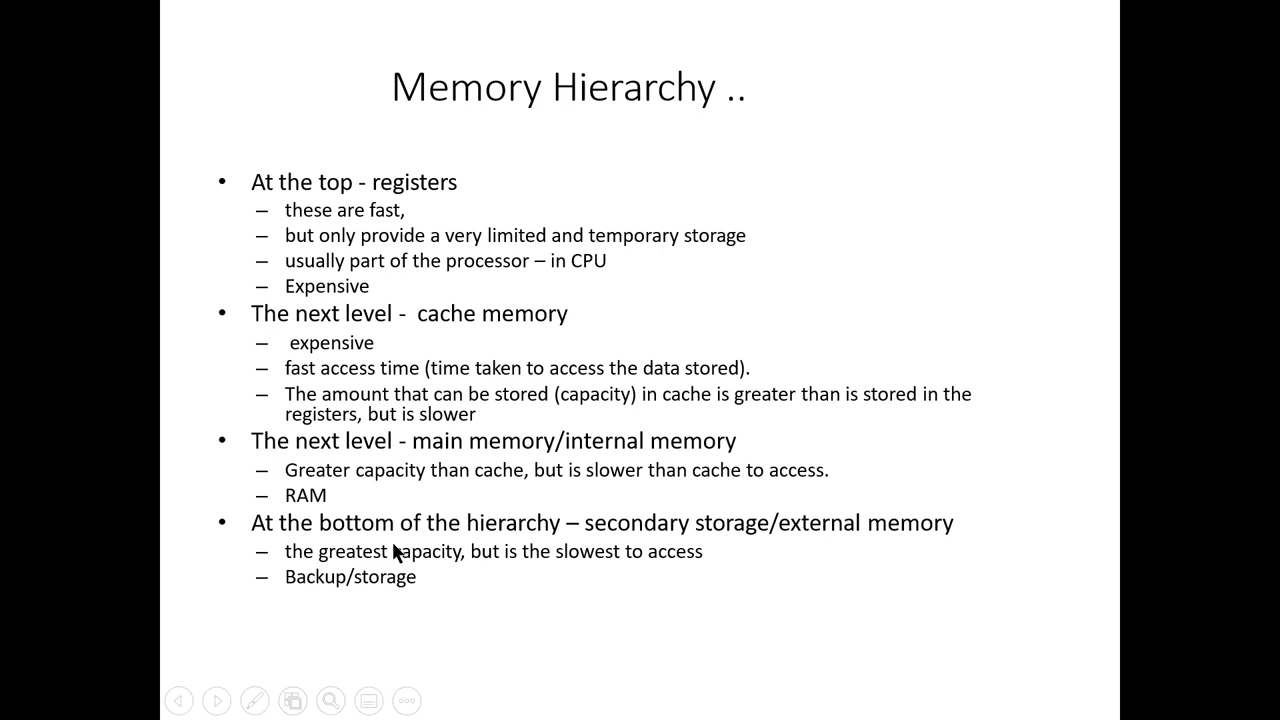 Memory Hierarchy ..
• At the top - registers
– these are fast,
– but only provide a very limited and temporary storage
– usually part of the processor – in CPU
– Expensive
• The next level - cache memory
– expensive
– fast access time (time taken to access the data stored).
– The amount that can be stored (capacity) in cache is greater than is stored in the
registers, but is slower
• The next level - main memory/internal memory
– Greater capacity than cache, but is slower than cache to access.
– RAM
• At the bottom of the hierarchy – secondary storage/external memory
– the greatest capacity, but is the slowest to access
– Backup/storage